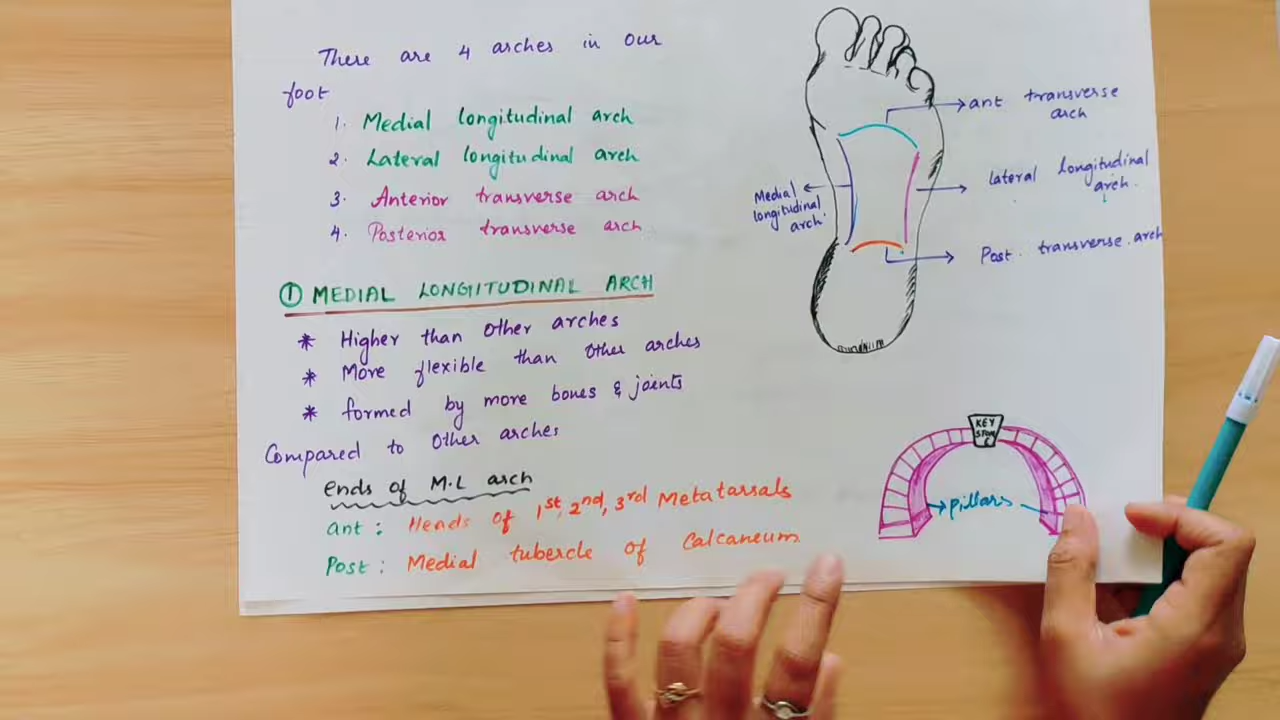 There are 4 arches in our
foot
1. Medial longitudinal arch
2. Lateral longitudinal arch
3. Anterior transverse arch
4. Posterior transverse arch
① MEDIAL LONGITUDINAL ARCH
* Higher than other arches
* More flexible than other arches
* formed by more bones & joints
Compared to other arches
ends of M.L arch
ant : Heads of 1st, 2nd, 3rd Metatarsals
Post : Medial tubercle of Calcaneum
ant transverse
arch
Medial
longitudinal
arch
lateral longitudinal
arch.
Post. transverse arch
KEY
STONE
pillars